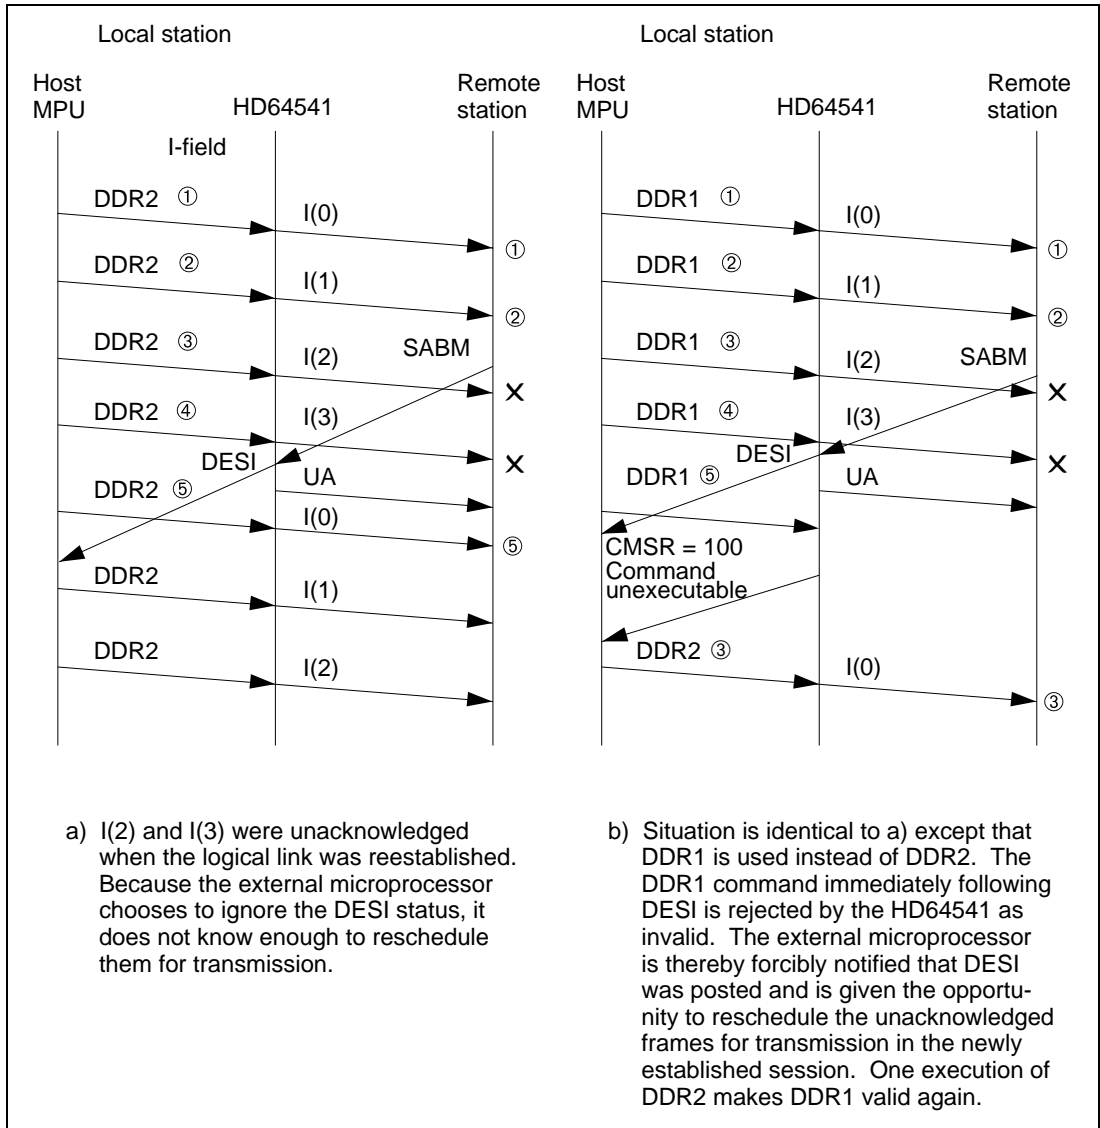 Local station
Host
MPU
HD64541
Remote
station
I-field
DDR2 ①
I(0)
①
DDR2 ②
I(1)
②
DDR2 ③
I(2)
SABM
×
DDR2 ④
I(3)
×
DESI
UA
DDR2 ⑤
I(0)
⑤
DDR2
I(1)
DDR2
I(2)
a) I(2) and I(3) were unacknowledged
when the logical link was reestablished.
Because the external microprocessor
chooses to ignore the DESI status, it
does not know enough to reschedule
them for transmission.
Local station
Host
MPU
HD64541
Remote
station
DDR1 ①
I(0)
①
DDR1 ②
I(1)
②
DDR1 ③
I(2)
SABM
×
DDR1 ④
I(3)
×
DESI
UA
DDR1 ⑤
CMSR = 100
Command
unexecutable
DDR2 ③
I(0)
③
b) Situation is identical to a) except that
DDR1 is used instead of DDR2. The
DDR1 command immediately following
DESI is rejected by the HD64541 as
invalid. The external microprocessor
is thereby forcibly notified that DESI
was posted and is given the opportu-
nity to reschedule the unacknowledged
frames for transmission in the newly
established session. One execution of
DDR2 makes DDR1 valid again.